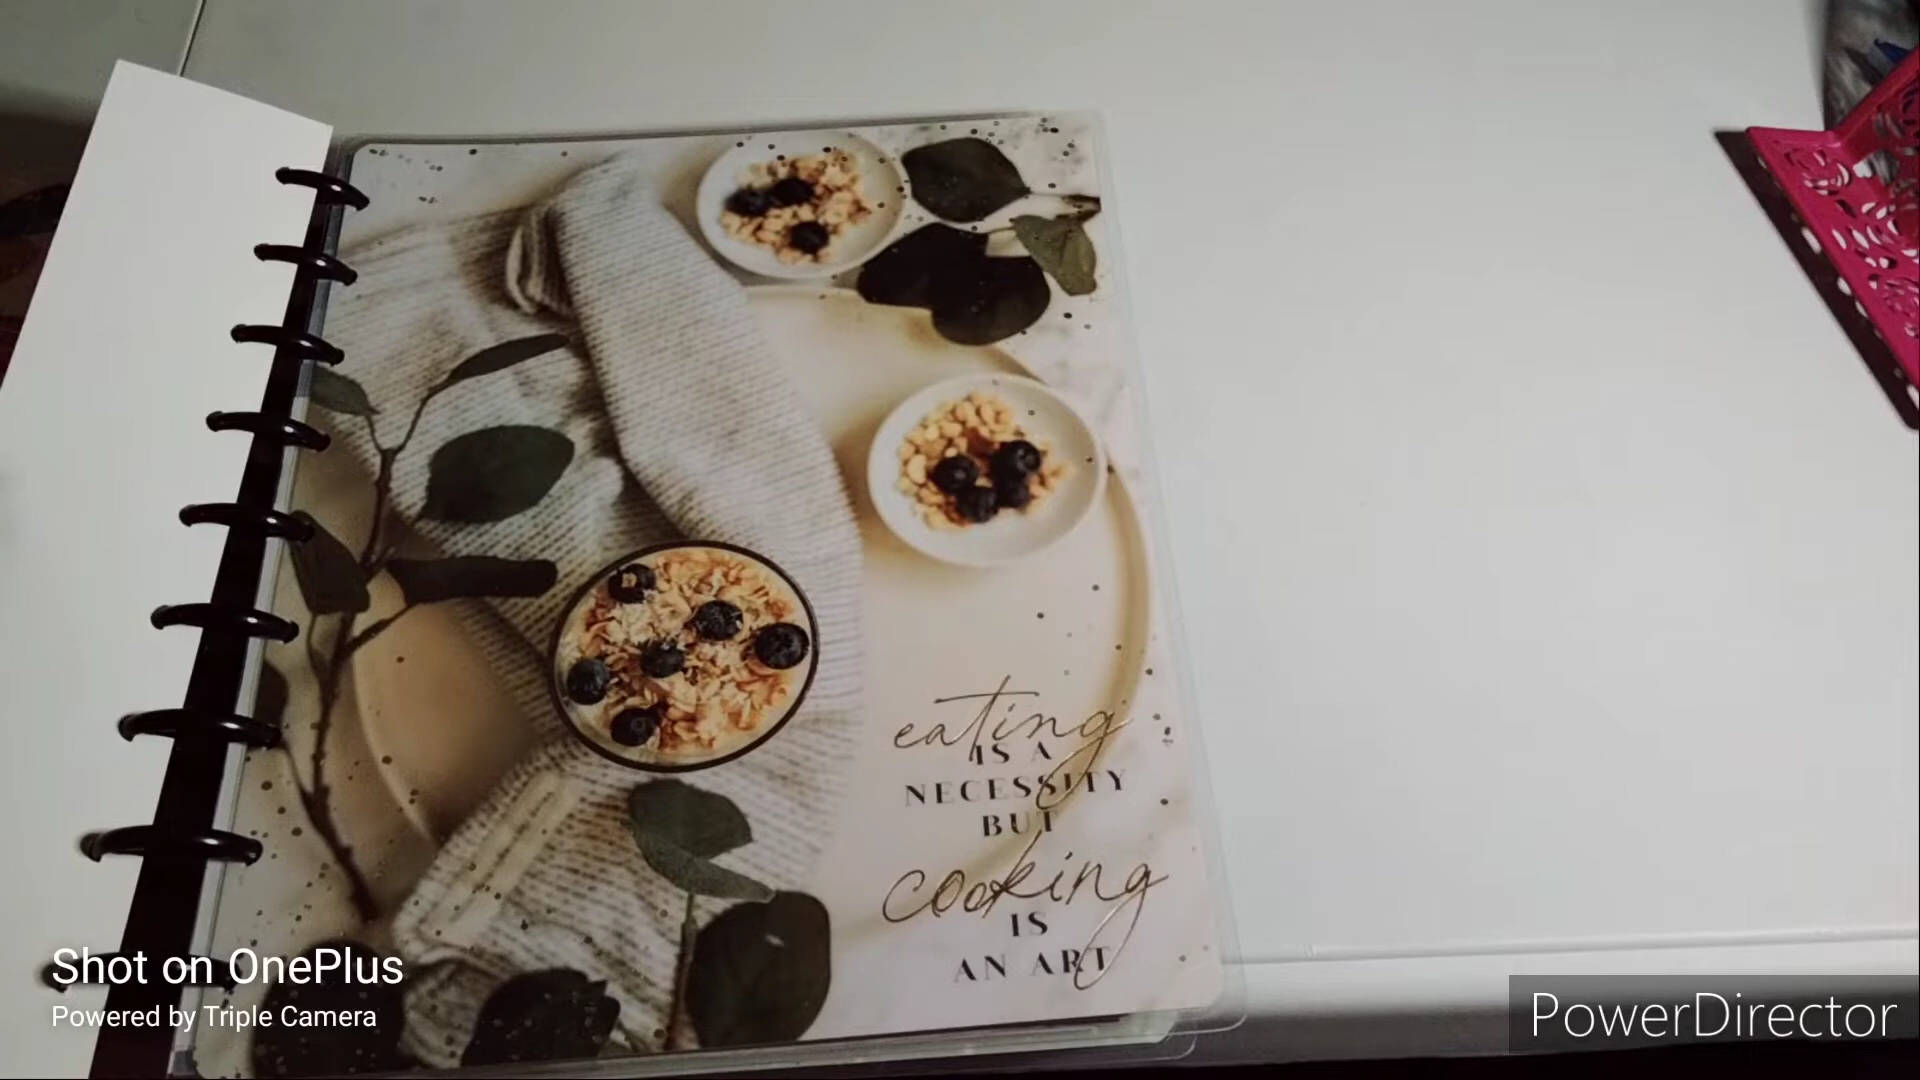 eating
IS A
NECESSITY
BUT
cooking
IS
AN ART
Shot on OnePlus
Powered by Triple Camera
PowerDirector